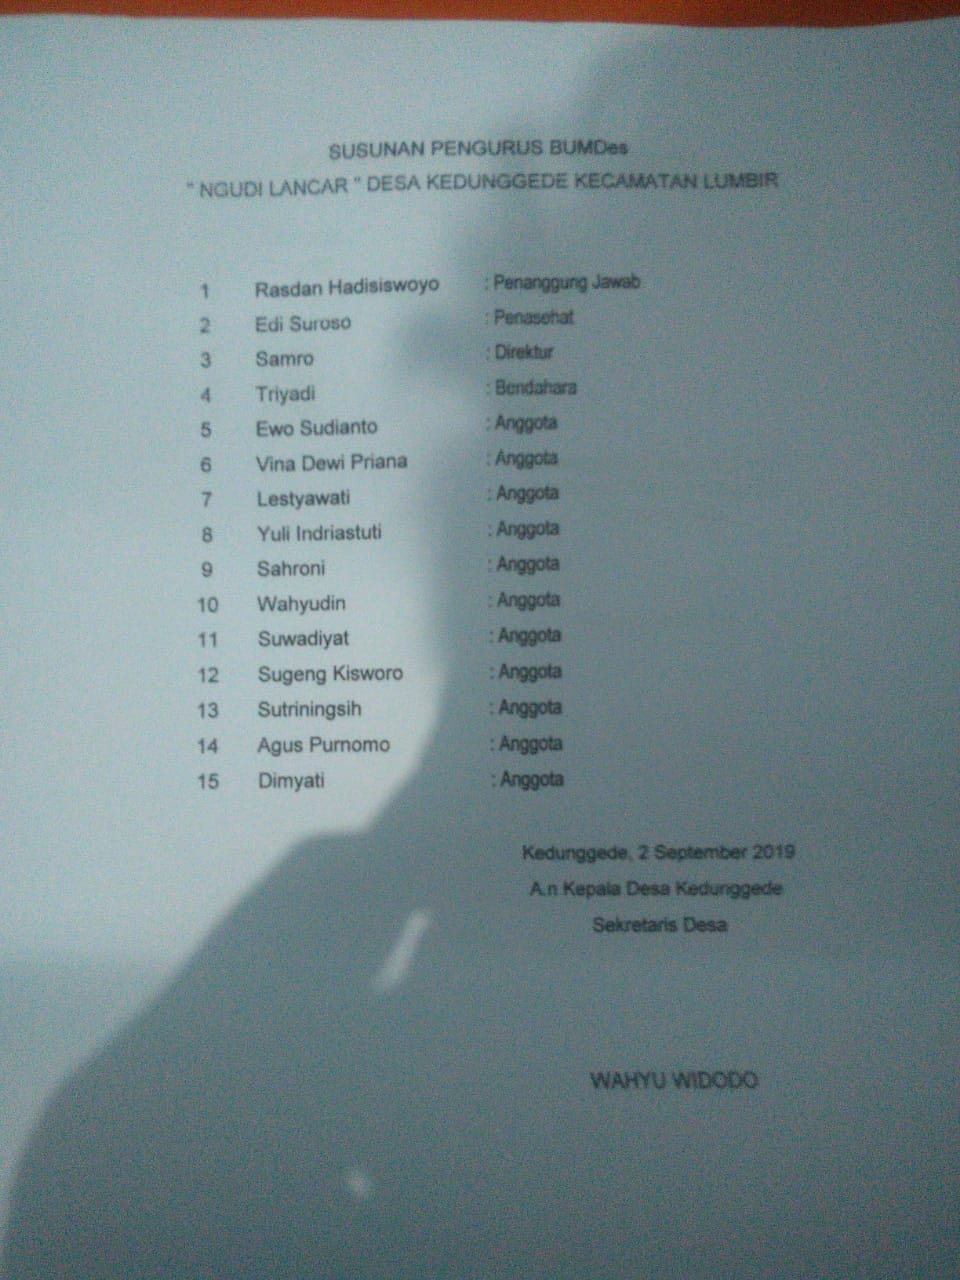 SUSUNAN PENGURUS BUMDes
" NGUDI LANCAR " DESA KEDUNGGEDE KECAMATAN LUMBIR
1 Rasdan Hadisiswoyo : Penanggung Jawab
2 Edi Suroso : Penasehat
3 Samro : Direktur
4 Triyadi : Bendahara
5 Ewo Sudianto : Anggota
6 Vina Dewi Priana : Anggota
7 Lestyawati : Anggota
8 Yuli Indriastuti : Anggota
9 Sahroni : Anggota
10 Wahyudin : Anggota
11 Suwadiyat : Anggota
12 Sugeng Kisworo : Anggota
13 Sutriningsih : Anggota
14 Agus Purnomo : Anggota
15 Dimyati : Anggota
Kedunggede, 2 September 2019
A.n Kepala Desa Kedunggede
Sekretaris Desa
WAHYU WIDODO